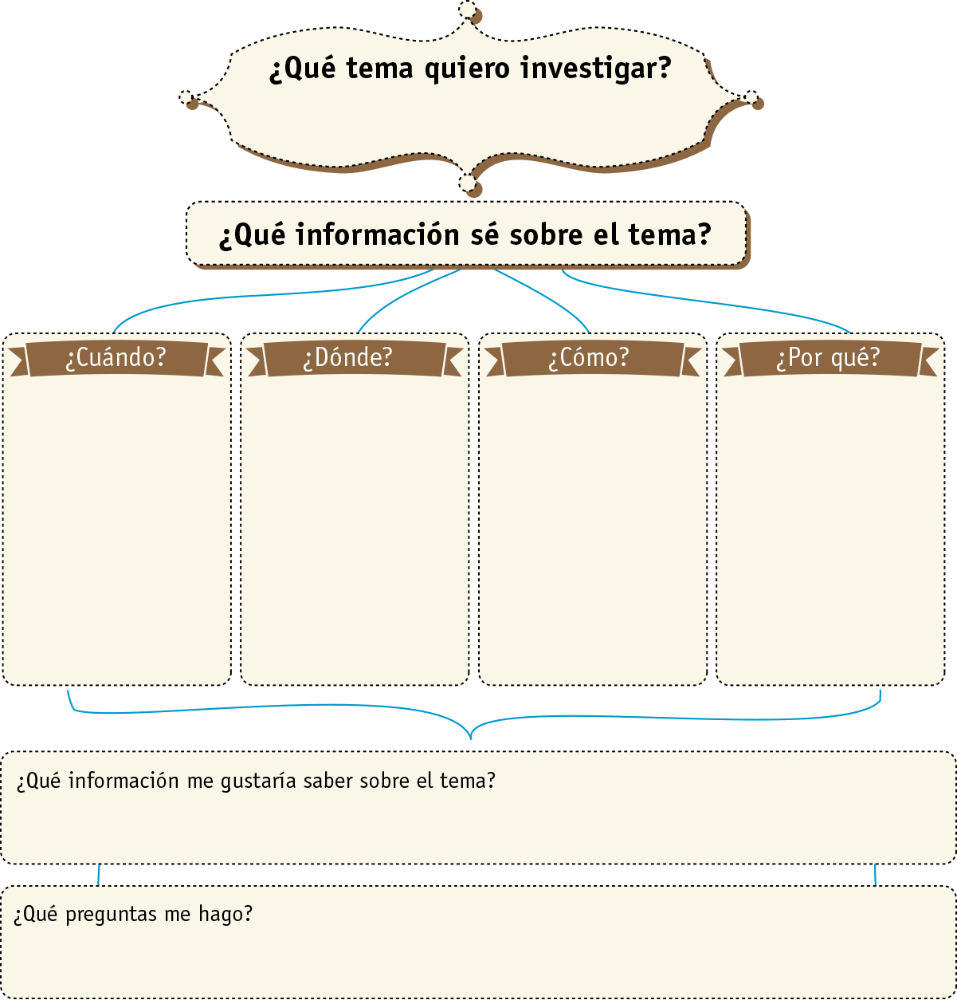 ¿Qué tema quiero investigar?
¿Qué información sé sobre el tema?
¿Cuándo?
¿Dónde?
¿Cómo?
¿Por qué?
¿Qué información me gustaría saber sobre el tema?
¿Qué preguntas me hago?